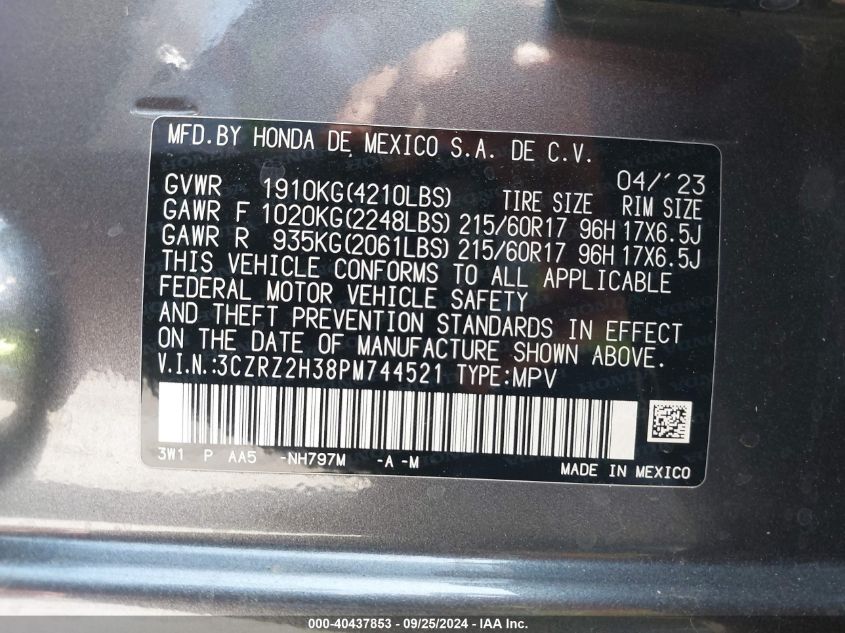 MFD.BY HONDA DE MEXICO S.A. DE C.V.
04/'23
GVWR 1910KG(4210LBS) TIRE SIZE RIM SIZE
GAWR F 1020KG(2248LBS) 215/60R17 96H 17X6.5J
GAWR R 935KG(2061LBS) 215/60R17 96H 17X6.5J
THIS VEHICLE CONFORMS TO ALL APPLICABLE
FEDERAL MOTOR VEHICLE SAFETY
AND THEFT PREVENTION STANDARDS IN EFFECT
ON THE DATE OF MANUFACTURE SHOWN ABOVE.
V.I.N.:3CZRZ2H38PM744521 TYPE:MPV
3W1 P AA5 -NH797M -A -M
MADE IN MEXICO
000-40437853 / 09/25/2024 - IAA Inc.